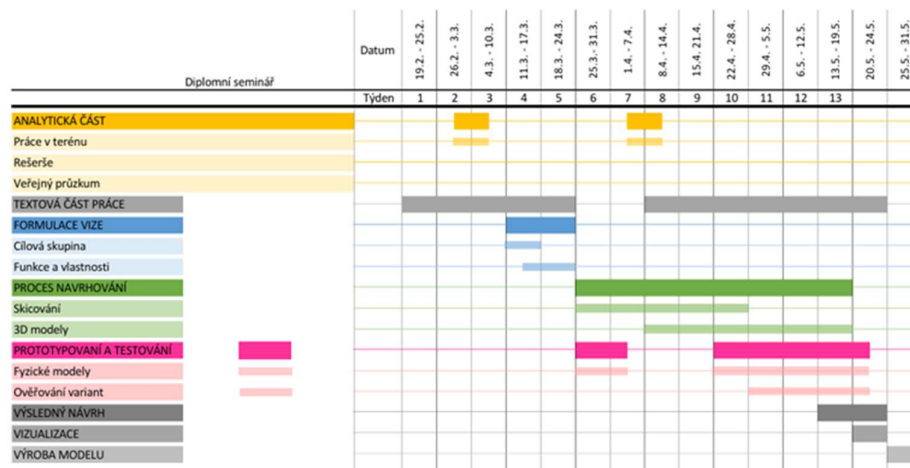 Datum
19.2. - 25.2.
26.2. - 3.3.
4.3. - 10.3.
11.3. - 17.3.
18.3. - 24.3.
25.3. - 31.3.
1.4. - 7.4.
8.4. - 14.4.
15.4. 21.4.
22.4. - 28.4.
29.4. - 5.5.
6.5. - 12.5.
13.5. - 19.5.
20.5. - 24.5.
25.5. - 31.5.
Diplomní seminář
Týden 1 2 3 4 5 6 7 8 9 10 11 12 13
ANALYTICKÁ ČÁST
Práce v terénu
Rešerše
Veřejný průzkum
TEXTOVÁ ČÁST PRÁCE
FORMULACE VIZE
Cílová skupina
Funkce a vlastnosti
PROCES NAVRHOVÁNÍ
Skicování
3D modely
PROTOTYPOVANÍ A TESTOVÁNÍ
Fyzické modely
Ověřování variant
VÝSLEDNÝ NÁVRH
VIZUALIZACE
VÝROBA MODELU